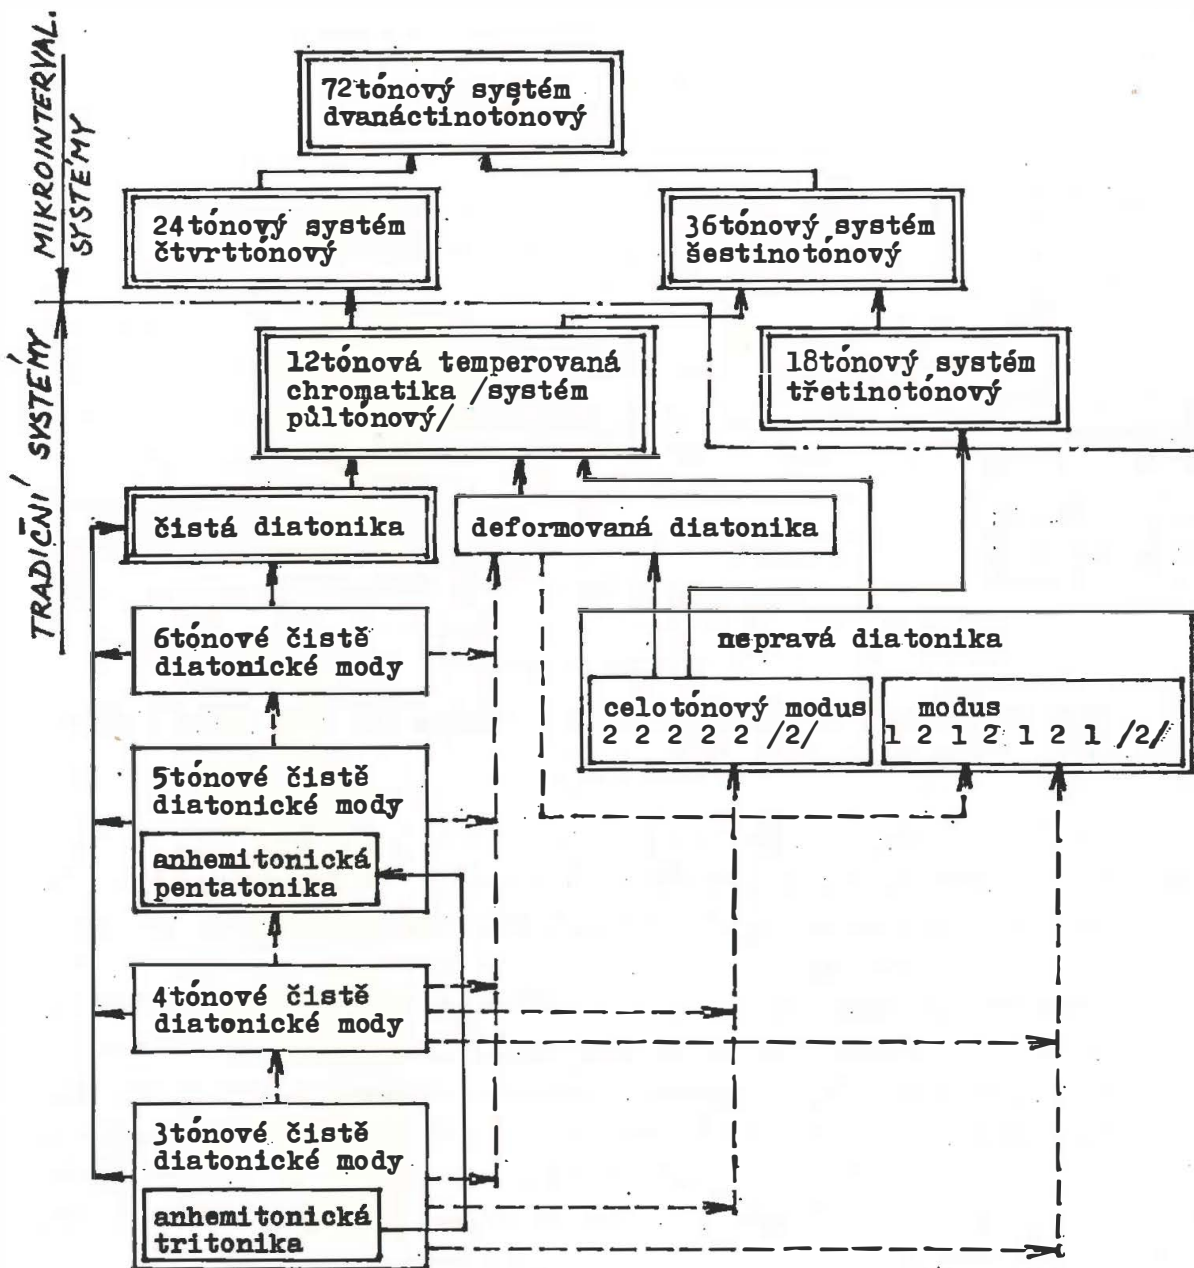 MIKROINTERVAL.
SYSTÉMY
TRADIČNÍ SYSTÉMY
72tónový systém
dvanáctinotónový
24tónový systém
čtvrttónový
36tónový systém
šestinotónový
12tónová temperovaná
chromatika /systém
půltónový/
18tónový systém
třetinotónový
čistá diatonika
deformovaná diatonika
6tónové čistě
diatonické mody
nepravá diatonika
celotónový modus
2 2 2 2 2 /2/
modus
1 2 1 2 1 2 1 /2/
5tónové čistě
diatonické mody
anhemitonická
pentatonika
4tónové čistě
diatonické mody
3tónové čistě
diatonické mody
anhemitonická
tritonika